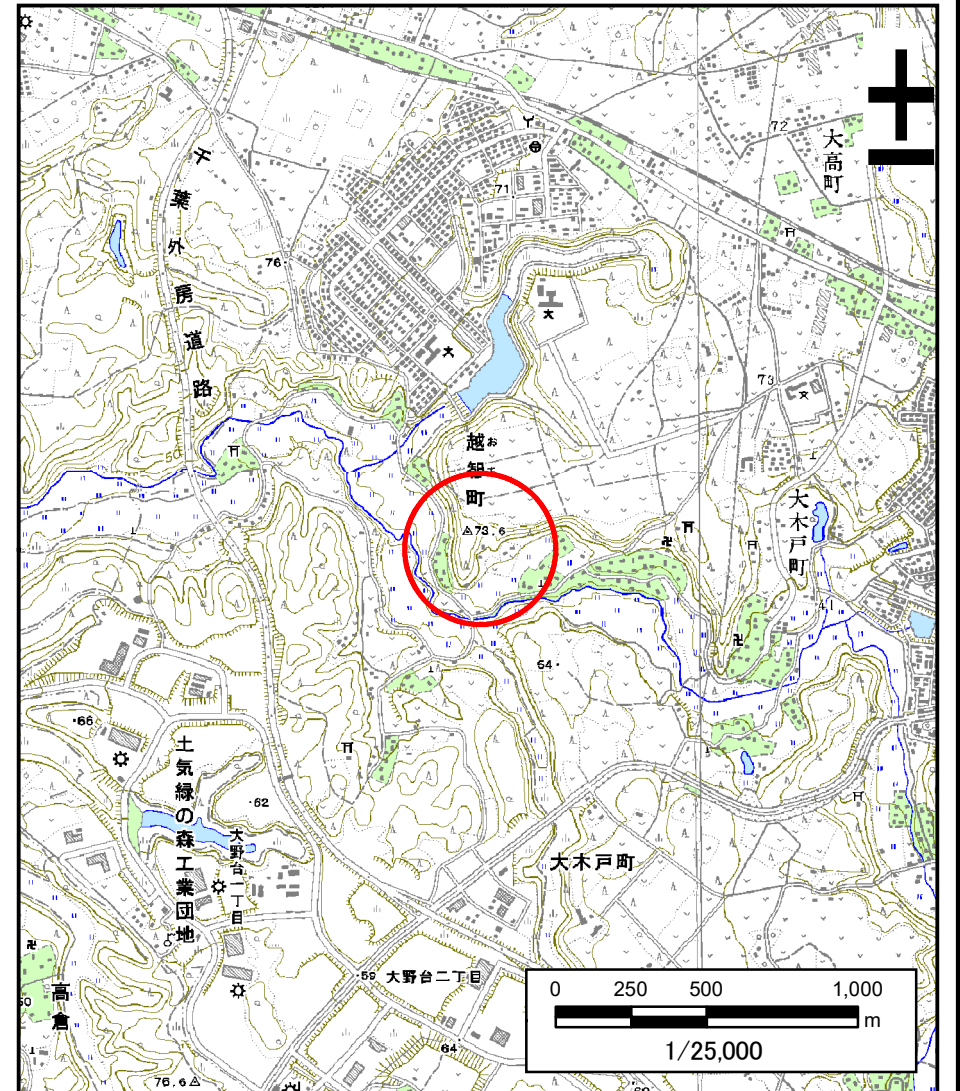 千葉外房道路
72
大高町
71
76
73
越智町
おち
73.6
大木戸町
41
64
66
土気緑の森工業団地
62
大野台一丁目
大木戸町
59
大野台二丁目
高倉
64
76.6
0 250 500 1,000
m
1/25,000